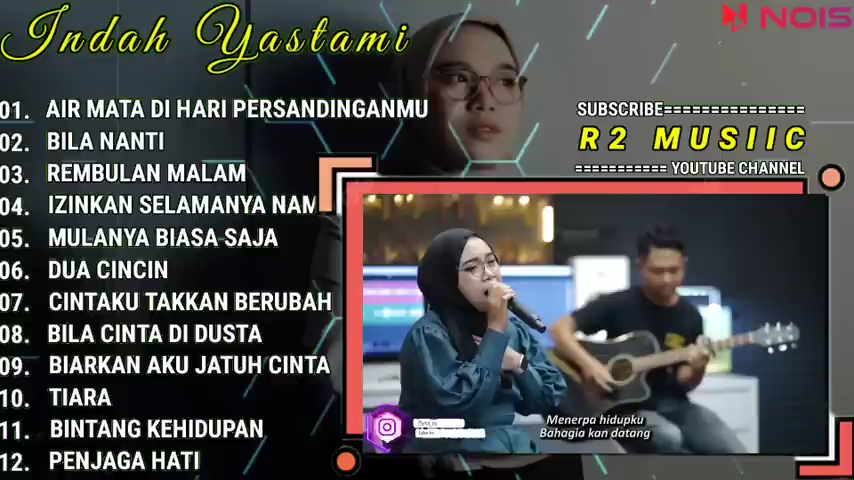 Indah Yastami
NOIS
01. AIR MATA DI HARI PERSANDINGANMU
02. BILA NANTI
03. REMBULAN MALAM
04. IZINKAN SELAMANYA NAM
05. MULANYA BIASA SAJA
06. DUA CINCIN
07. CINTAKU TAKKAN BERUBAH
08. BILA CINTA DI DUSTA
09. BIARKAN AKU JATUH CINTA
10. TIARA
11. BINTANG KEHIDUPAN
12. PENJAGA HATI
SUBSCRIBE===============
R2 MUSIIC
=========== YOUTUBE CHANNEL
Menerpa hidupku
Bahagia kan datang